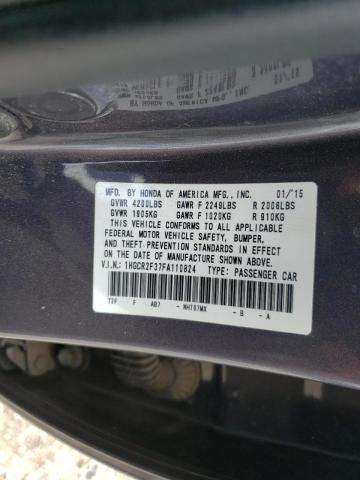 MFD. BY HONDA OF AMERICA MFG., INC. 01/15
GVWR 4200LBS GAWR F 2249LBS R 2006LBS
GVWR 1905KG GAWR F 1020KG R 910KG
THIS VEHICLE CONFORMS TO ALL APPLICABLE
FEDERAL MOTOR VEHICLE SAFETY, BUMPER,
AND THEFT PREVENTION STANDARDS IN EFFECT
ON THE DATE OF MANUFACTURE SHOWN ABOVE.
V.I.N.: 1HGCR2F37FA110824 TYPE: PASSENGER CAR
T2F F AB7 NH797MX - B - A